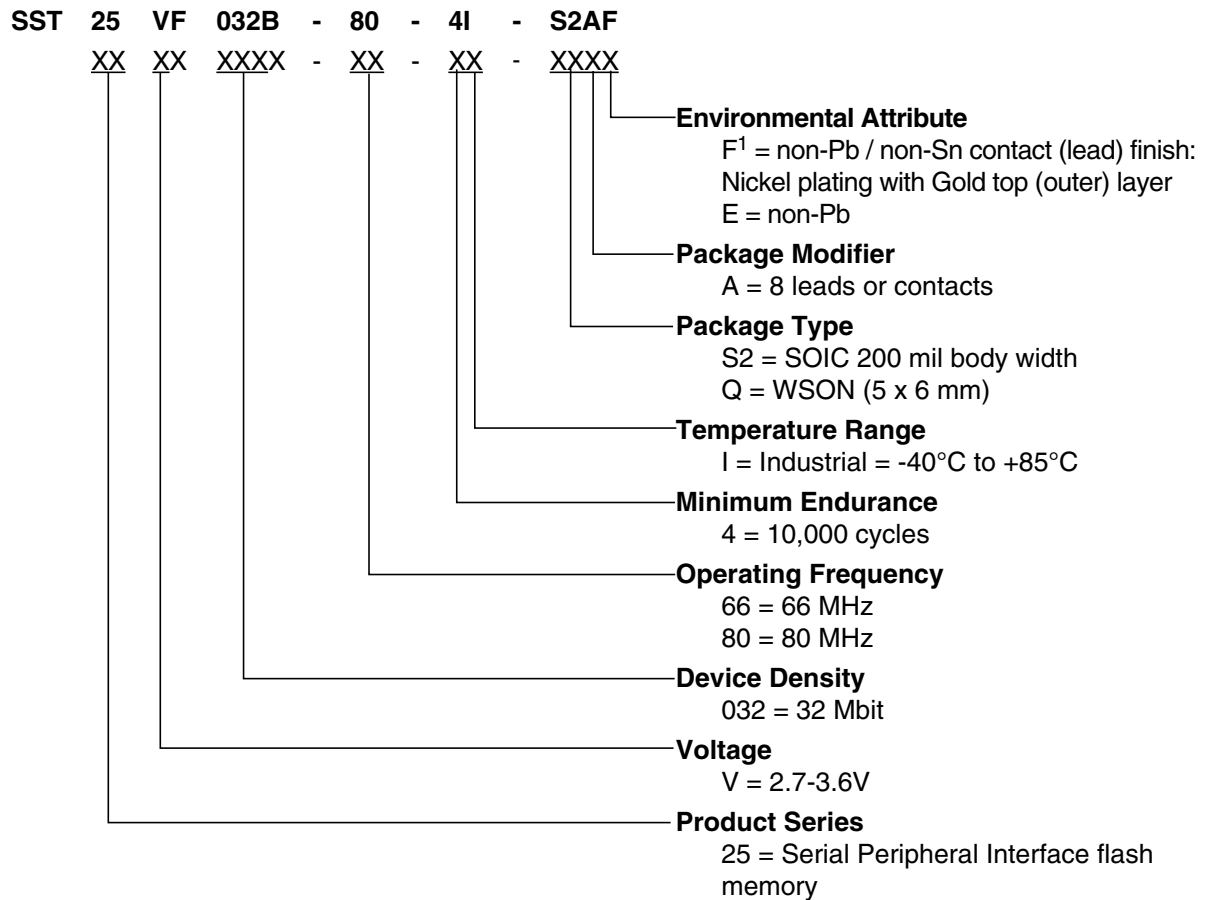 SST 25 VF 032B - 80 - 4I - S2AF
XX XX XXXX - XX - XX - XXXX
Environmental Attribute
F1 = non-Pb / non-Sn contact (lead) finish:
Nickel plating with Gold top (outer) layer
E = non-Pb
Package Modifier
A = 8 leads or contacts
Package Type
S2 = SOIC 200 mil body width
Q = WSON (5 x 6 mm)
Temperature Range
I = Industrial = -40°C to +85°C
Minimum Endurance
4 = 10,000 cycles
Operating Frequency
66 = 66 MHz
80 = 80 MHz
Device Density
032 = 32 Mbit
Voltage
V = 2.7-3.6V
Product Series
25 = Serial Peripheral Interface flash
memory